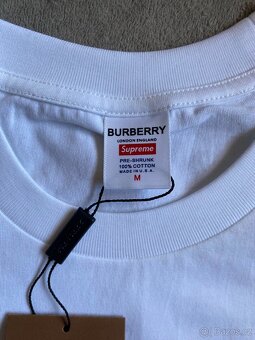 BURBERRY
LONDON ENGLAND
Supreme
PRE-SHRUNK
100% COTTON
MADE IN U.S.A.
M